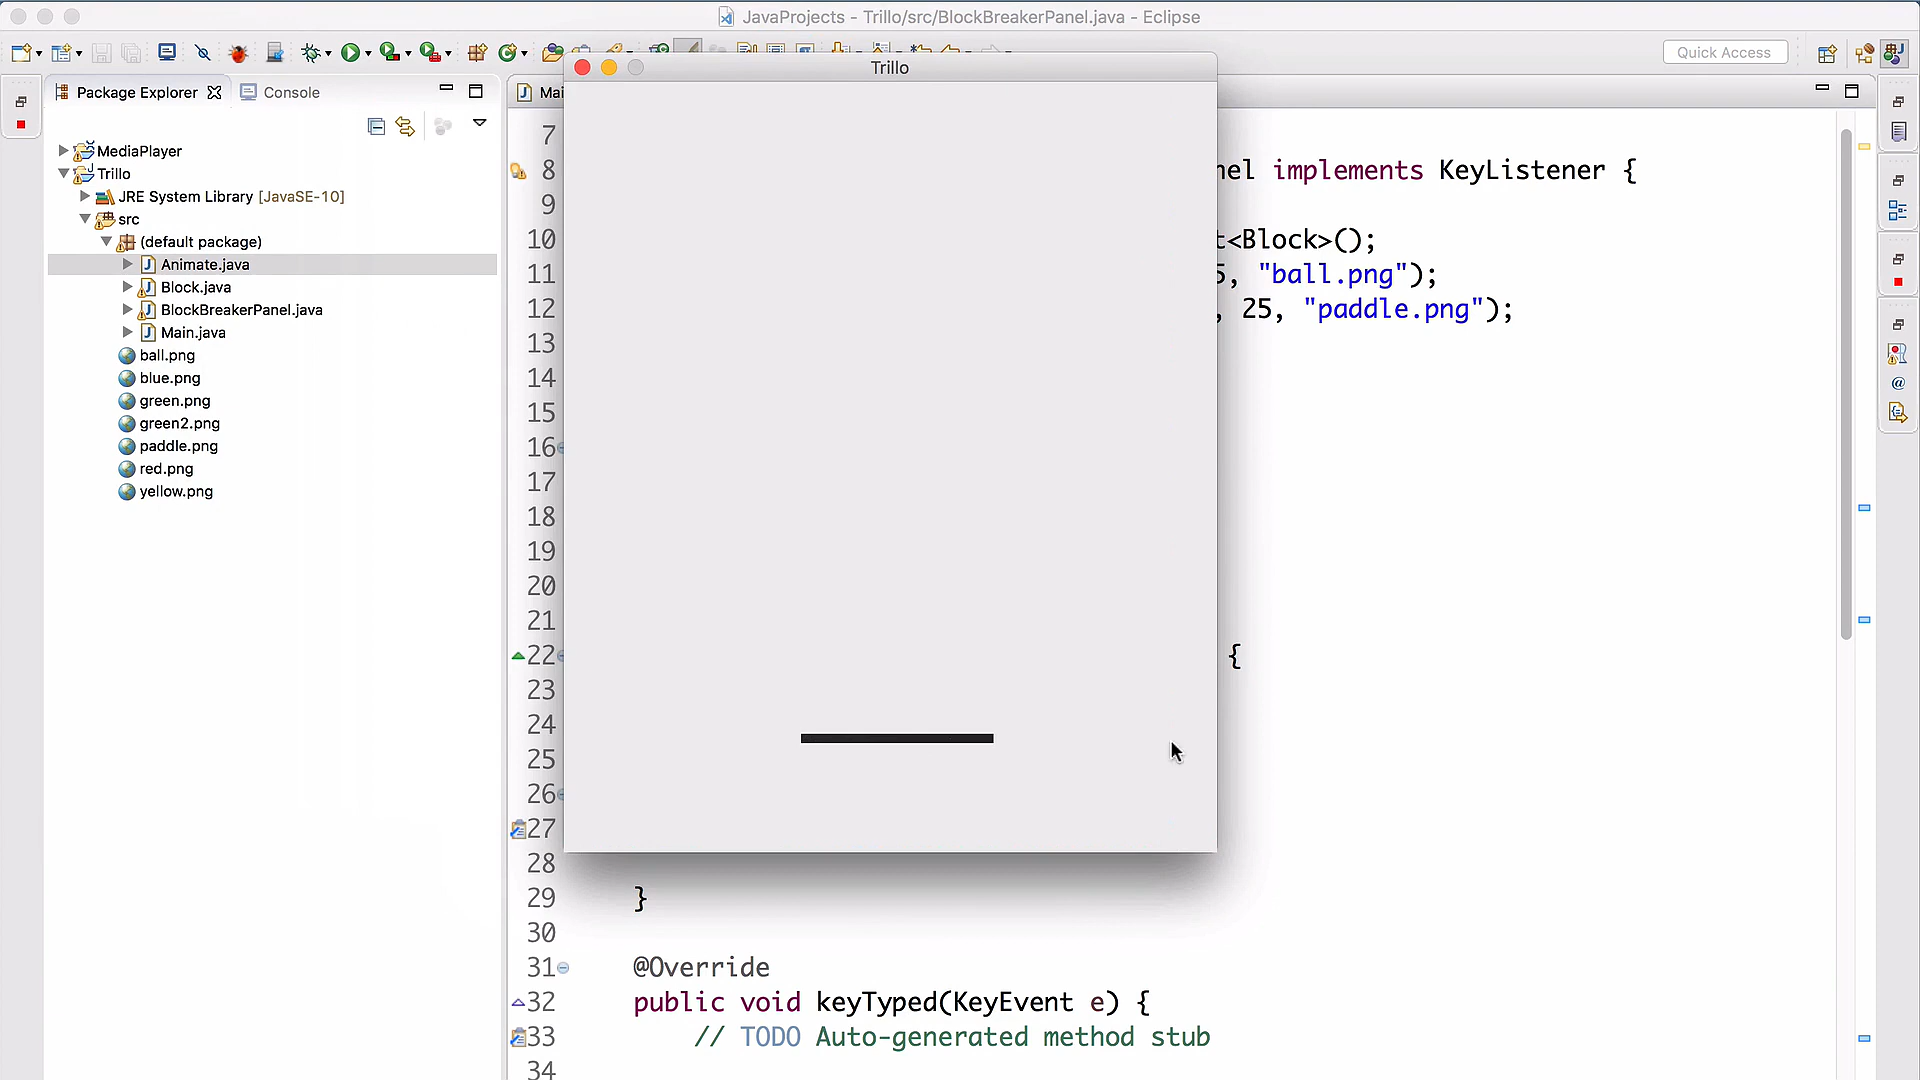 JavaProjects - Trillo/src/BlockBreakerPanel.java - Eclipse
Quick Access
Trillo
Package Explorer
Console
Mai
MediaPlayer
Trillo
JRE System Library [JavaSE-10]
src
(default package)
Animate.java
Block.java
BlockBreakerPanel.java
Main.java
ball.png
blue.png
green.png
green2.png
paddle.png
red.png
yellow.png
7
8 nel implements KeyListener {
9
10 t<Block>();
11 5, "ball.png");
12 , 25, "paddle.png");
13
14
15
16
17
18
19
20
21
22 {
23
24
25
26
27
28
29 }
30
31 @Override
32 public void keyTyped(KeyEvent e) {
33 // TODO Auto-generated method stub
34